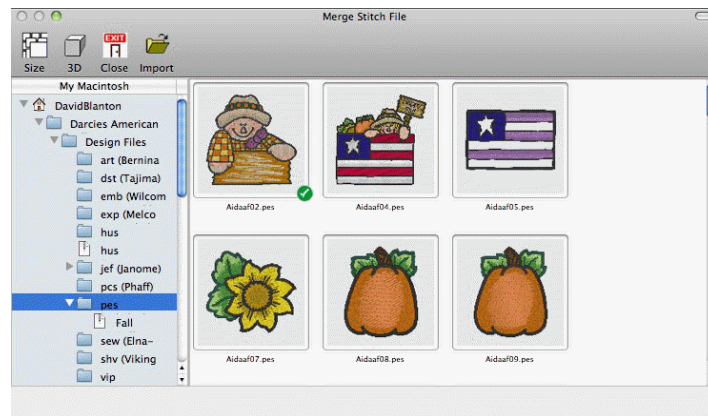 Merge Stitch File
Size
3D
EXIT
Close
Import
My Macintosh
DavidBlanton
Darcies American
Design Files
art (Bernina
dst (Tajima)
emb (Wilcom
exp (Melco
hus
hus
jef (Janome)
pcs (Phaff)
pes
Fall
sew (Elna-
shv (Viking
vip
Aidaaf02.pes
Aidaaf04.pes
Aidaaf05.pes
Aidaaf07.pes
Aidaaf08.pes
Aidaaf09.pes